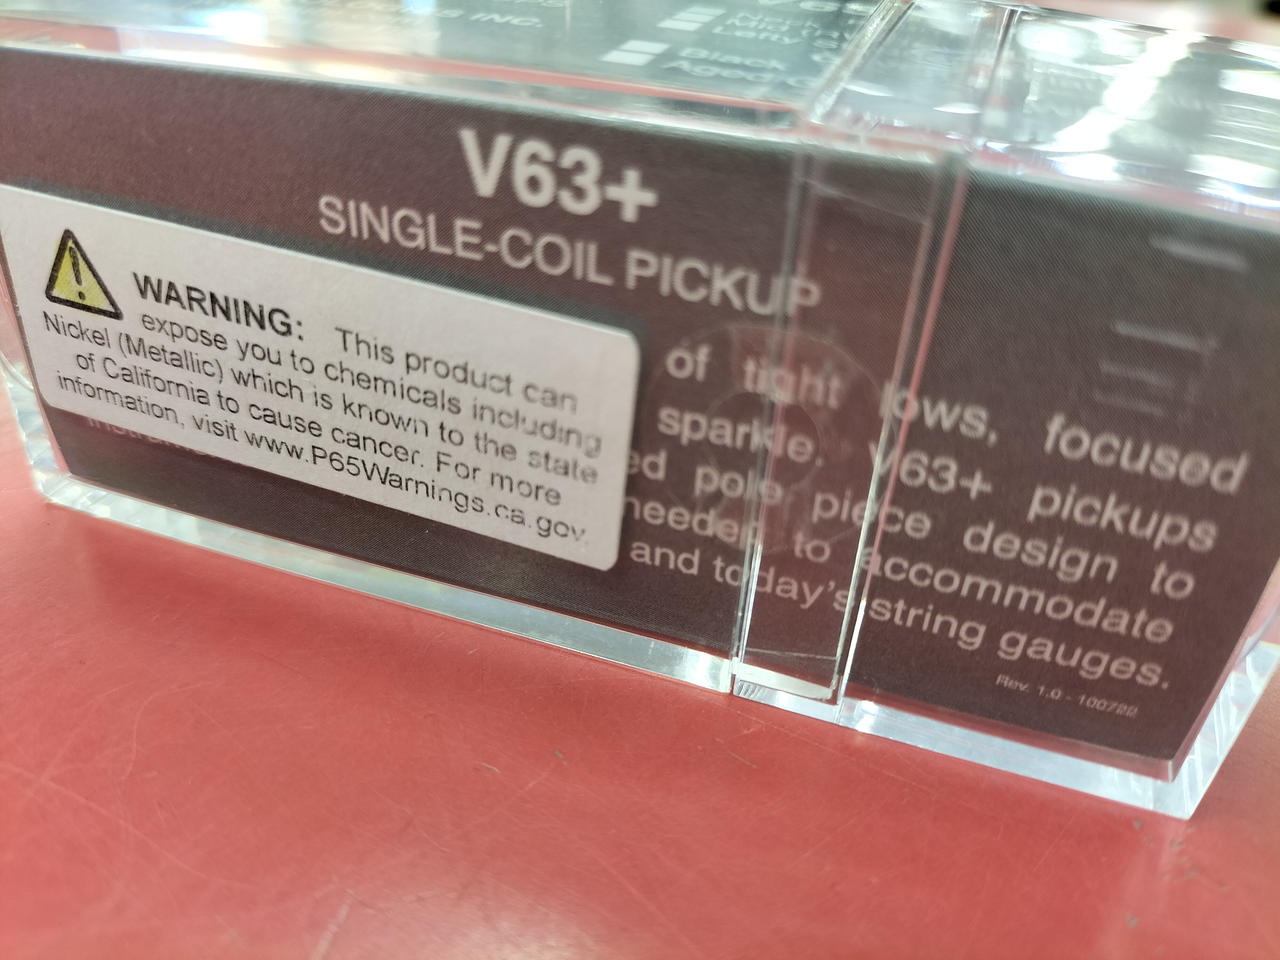 INC.
Black
V63+
SINGLE-COIL PICKUP
WARNING: This product can
expose you to chemicals including
Nickel (Metallic) which is known to the state
of California to cause cancer. For more
information, visit www.P65Warnings.ca.gov.
of tight lows, focused
sparkle. V63+ pickups
ed pole piece design to
needed to accommodate
and today's string gauges.
Rev. 1.0 - 100722